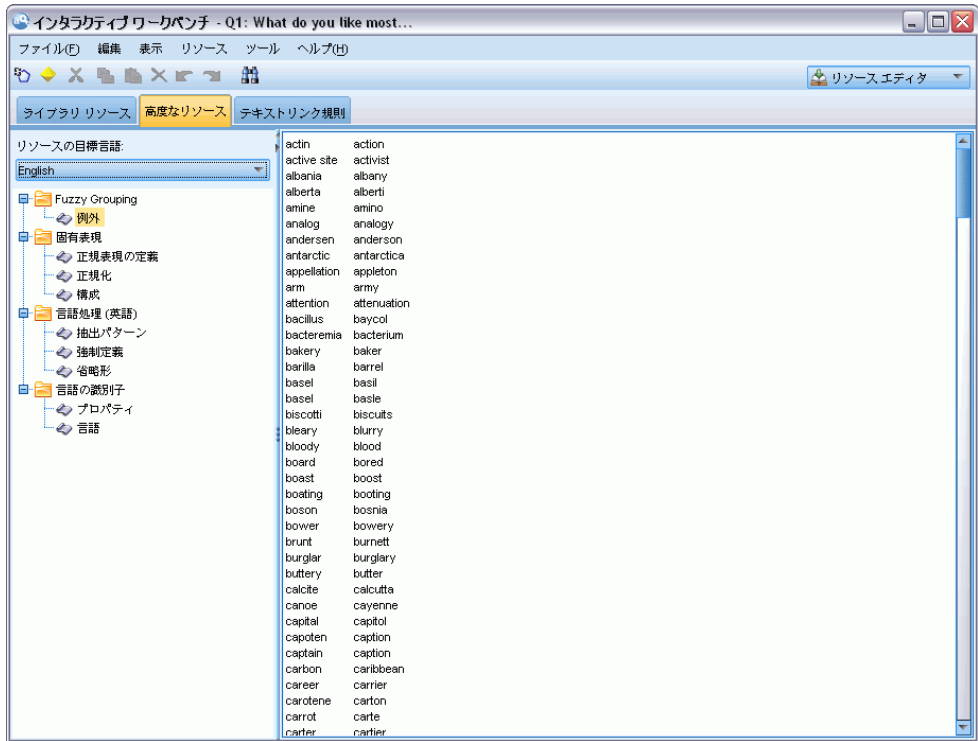 インタラクティブ ワークベンチ - Q1: What do you like most...
ファイル(F) 編集 表示 リソース ツール ヘルプ(H)
リソース エディタ
ライブラリ リソース 高度なリソース テキストリンク規則
リソースの目標言語:
English
Fuzzy Grouping
例外
固有表現
正規表現の定義
正規化
構成
言語処理 (英語)
抽出パターン
強制定義
省略形
言語の識別子
プロパティ
言語
actin action
active site activist
albania albany
alberta alberti
amine amino
analog analogy
andersen anderson
antarctic antarctica
appellation appleton
arm army
attention attenuation
bacillus baycol
bacteremia bacterium
bakery baker
barilla barrel
basel basil
basel basle
biscotti biscuits
bleary blurry
bloody blood
board bored
boast boost
boating booting
boson bosnia
bower bowery
brunt burnett
burglar burglary
buttery butter
calcite calcutta
canoe cayenne
capital capitol
capoten caption
captain caption
carbon caribbean
career carrier
carotene carton
carrot carte
carter cartier